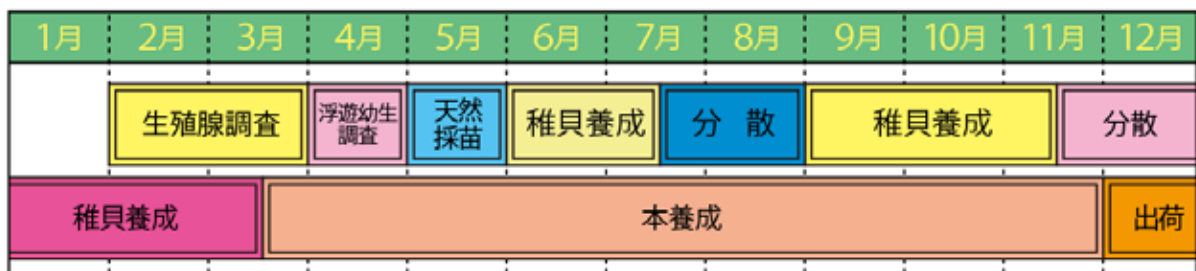 1月 2月 3月 4月 5月 6月 7月 8月 9月 10月 11月 12月
生殖腺調査
浮遊幼生
調査
天然
採苗
稚貝養成
分 散
稚貝養成
分散
稚貝養成
本養成
出荷